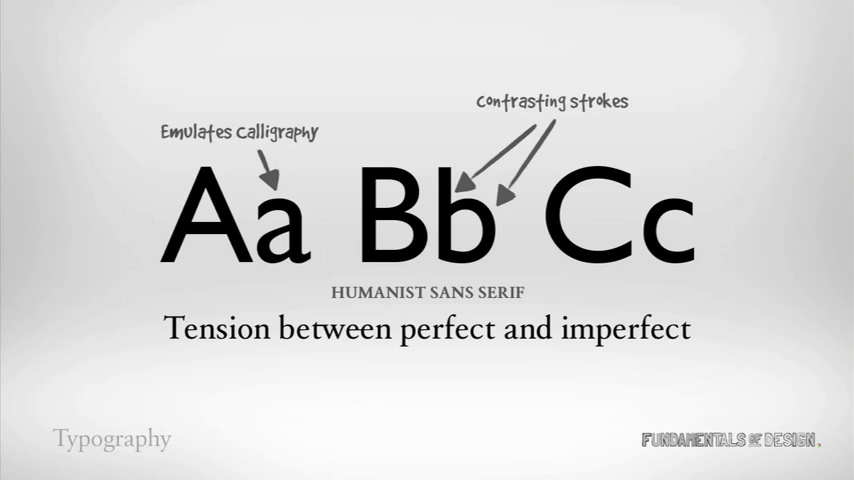 Contrasting strokes
Emulates Calligraphy
Aa Bb Cc
HUMANIST SANS SERIF
Tension between perfect and imperfect
Typography
FUNDAMENTALS OF DESIGN.